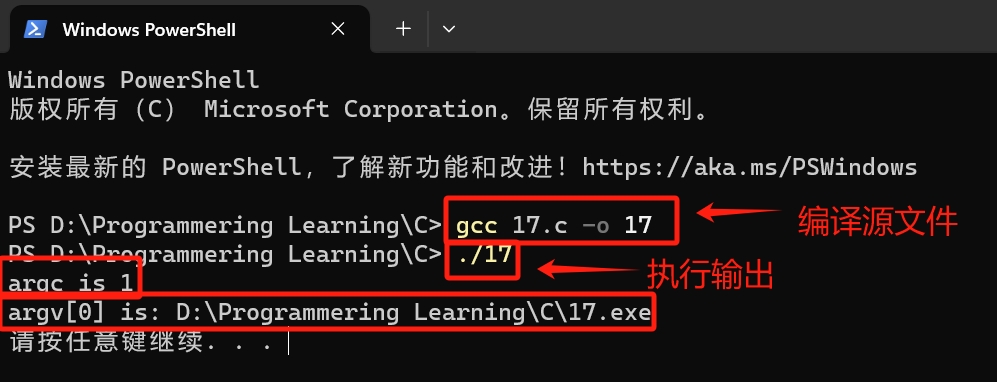 Windows PowerShell
Windows PowerShell
版权所有 (C) Microsoft Corporation。保留所有权利。
安装最新的 PowerShell，了解新功能和改进！https://aka.ms/PSWindows
PS D:\Programmering Learning\C> gcc 17.c -o 17
编译源文件
PS D:\Programmering Learning\C> ./17
执行输出
argc is 1
argv[0] is: D:\Programmering Learning\C\17.exe
请按任意键继续. . .